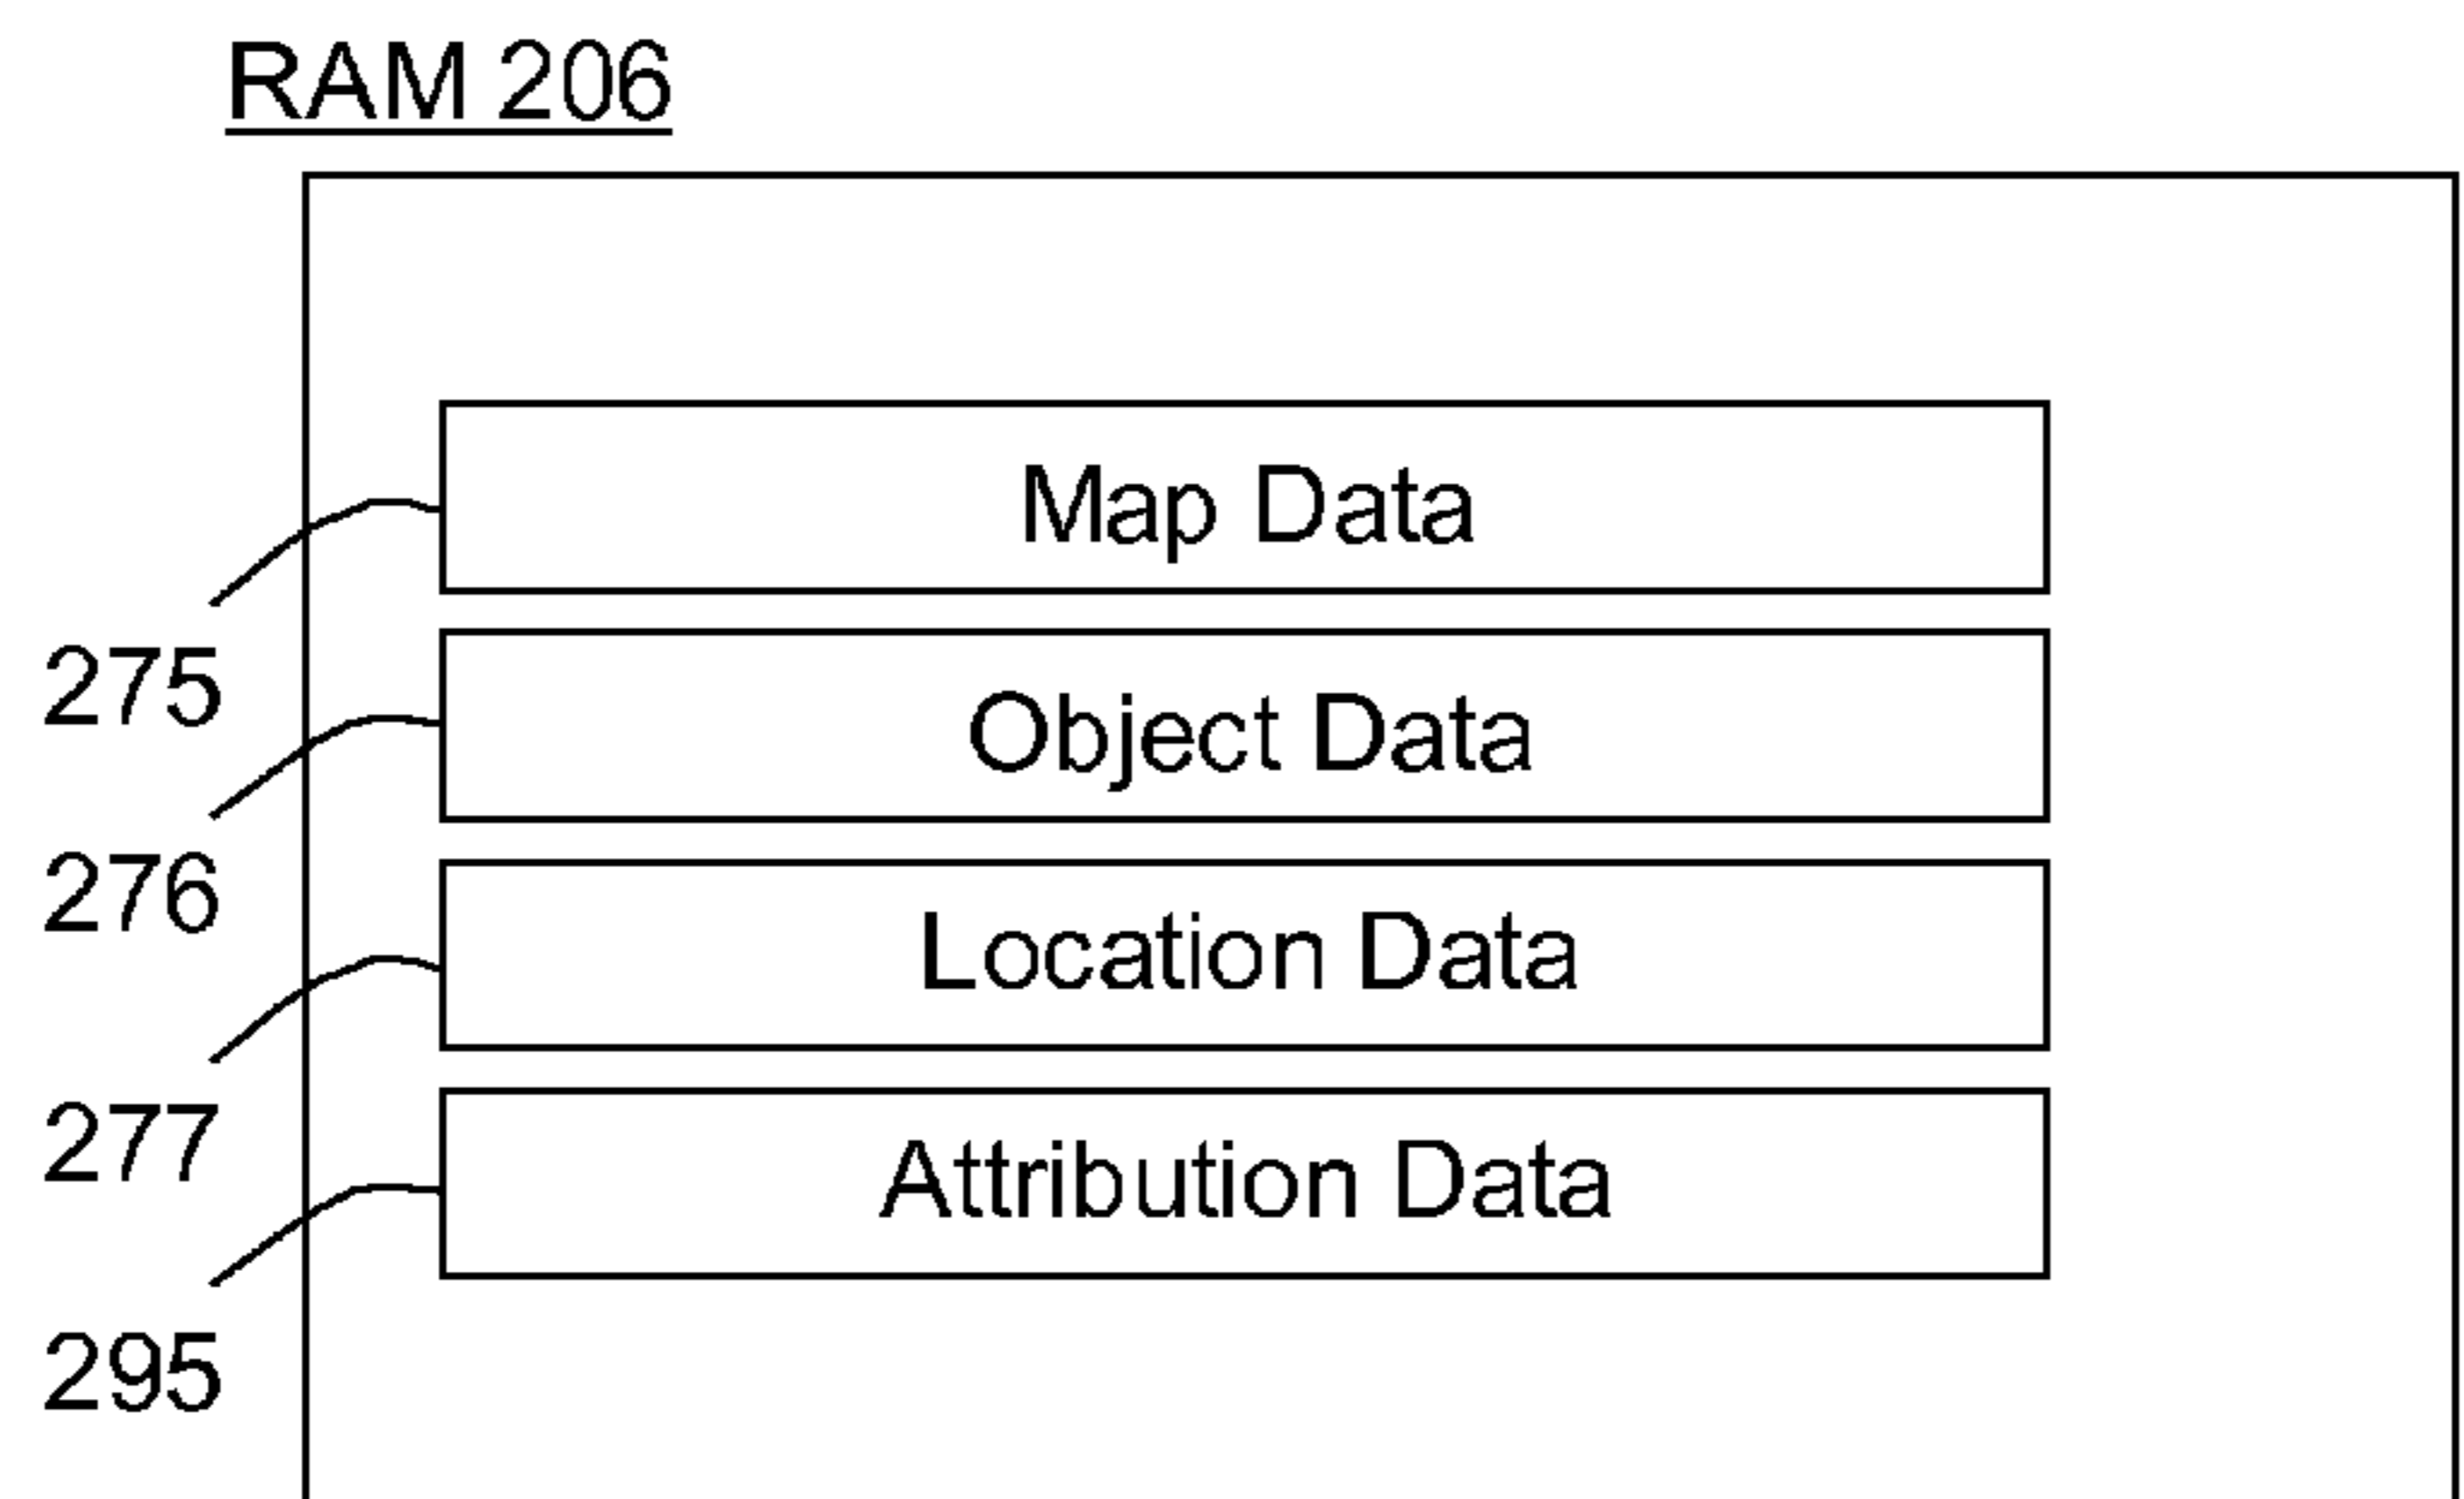 RAM 206
Map Data
275
Object Data
276
Location Data
277
Attribution Data
295